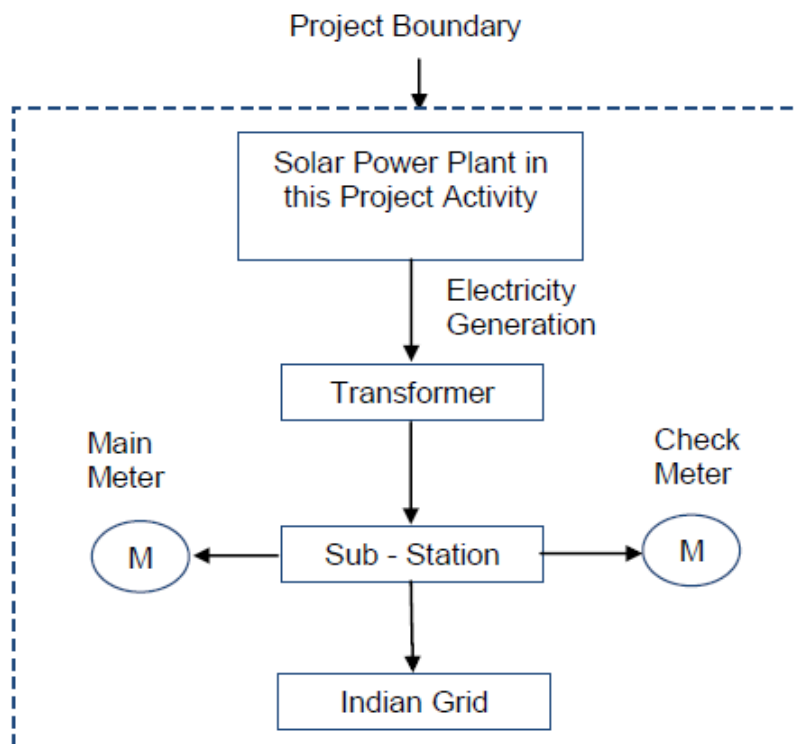 Project Boundary
Solar Power Plant in
this Project Activity
Electricity
Generation
Transformer
Main
Meter
Check
Meter
M
Sub - Station
M
Indian Grid